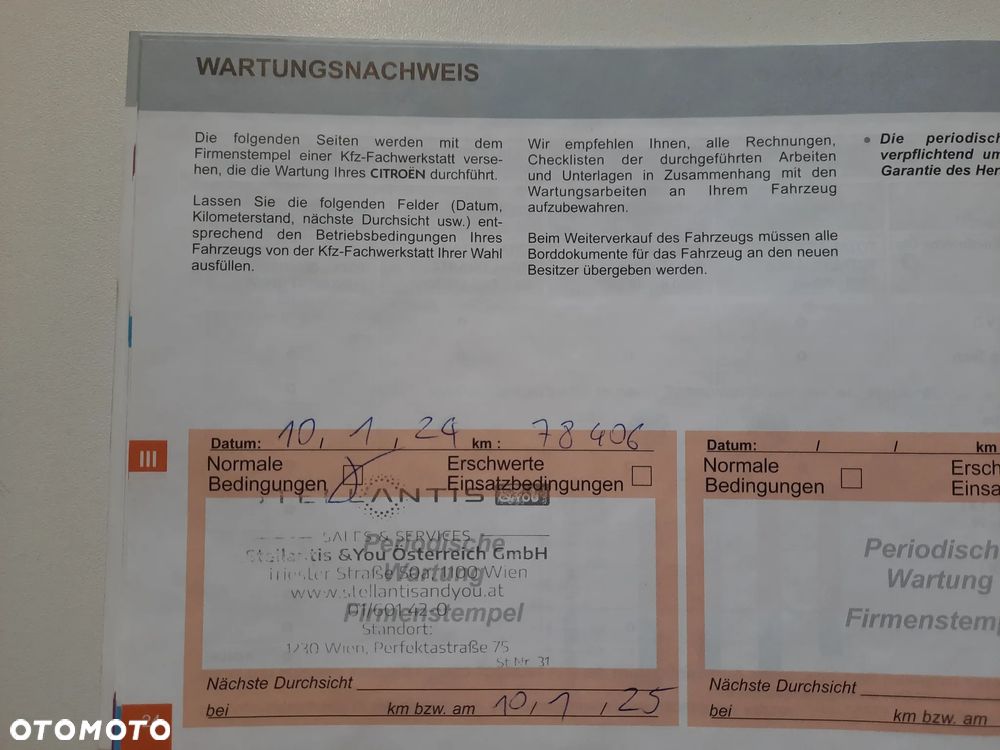 WARTUNGSNACHWEIS
Die folgenden Seiten werden mit dem
Firmenstempel einer Kfz-Fachwerkstatt verse-
hen, die die Wartung Ihres CITROËN durchführt.
Lassen Sie die folgenden Felder (Datum,
Kilometerstand, nächste Durchsicht usw.) ent-
sprechend den Betriebsbedingungen Ihres
Fahrzeugs von der Kfz-Fachwerkstatt Ihrer Wahl
ausfüllen.
Wir empfehlen Ihnen, alle Rechnungen,
Checklisten der durchgeführten Arbeiten
und Unterlagen in Zusammenhang mit den
Wartungsarbeiten an Ihrem Fahrzeug
aufzubewahren.
Beim Weiterverkauf des Fahrzeugs müssen alle
Borddokumente für das Fahrzeug an den neuen
Besitzer übergeben werden.
• Die periodisch
verpflichtend um
Garantie des Her
III
Datum: 10, 1, 24 km : 78 406
Normale
Bedingungen
Erschwerte
Einsatzbedingungen
STELLANTIS &YOU
SALES & SERVICES
Stellantis &You Österreich GmbH
Triester Straße 50a, 1100 Wien
www.stellantisandyou.at
01/601 42-0
Standort:
1230 Wien, Perfektastraße 75
St.Nr. 31
Periodische
Wartung
Firmenstempel
Nächste Durchsicht
bei km bzw. am 10, 1, 25
Datum: / / km
Normale
Bedingungen
Ersch
Einsa
Periodisch
Wartung
Firmenstemp
Nächste Durchsicht
bei km bzw. am
OTOMOTO